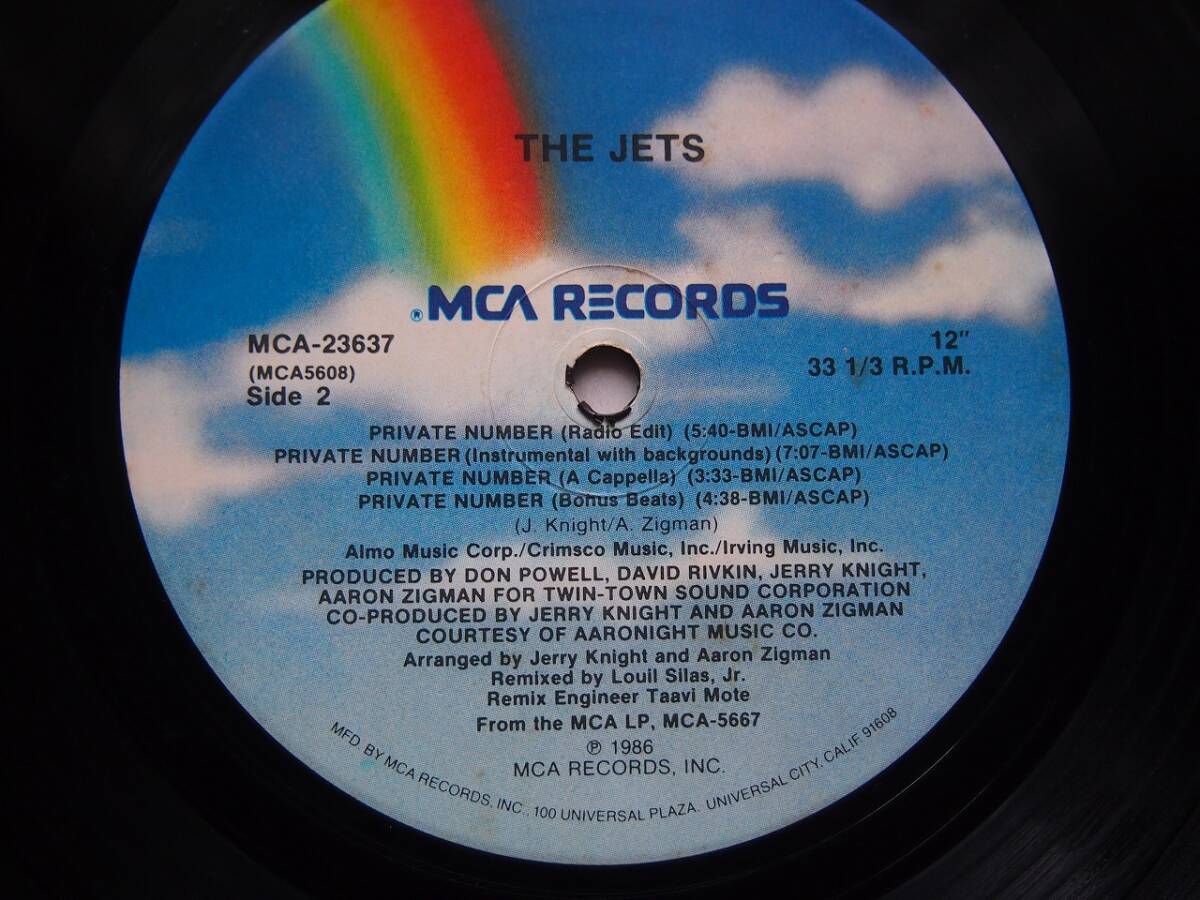 THE JETS
® MCA RECORDS
MCA-23637
(MCA5608)
Side 2
12"
33 1/3 R.P.M.
PRIVATE NUMBER (Radio Edit) (5:40-BMI/ASCAP)
PRIVATE NUMBER (Instrumental with backgrounds) (7:07-BMI/ASCAP)
PRIVATE NUMBER (A Cappella) (3:33-BMI/ASCAP)
PRIVATE NUMBER (Bonus Beats) (4:38-BMI/ASCAP)
(J. Knight/A. Zigman)
Almo Music Corp./Crimsco Music, Inc./Irving Music, Inc.
PRODUCED BY DON POWELL, DAVID RIVKIN, JERRY KNIGHT,
AARON ZIGMAN FOR TWIN-TOWN SOUND CORPORATION
CO-PRODUCED BY JERRY KNIGHT AND AARON ZIGMAN
COURTESY OF AARONIGHT MUSIC CO.
Arranged by Jerry Knight and Aaron Zigman
Remixed by Louil Silas, Jr.
Remix Engineer Taavi Mote
From the MCA LP, MCA-5667
℗ 1986
MCA RECORDS, INC.
MFD. BY MCA RECORDS, INC., 100 UNIVERSAL PLAZA. UNIVERSAL CITY, CALIF 91608